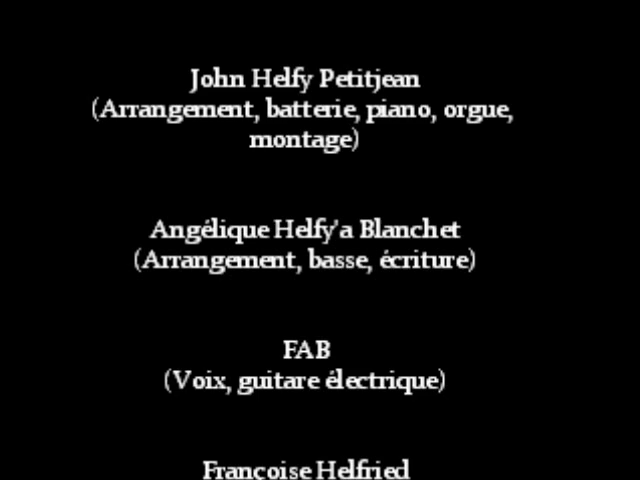 John Helfy Petitjean
(Arrangement, batterie, piano, orgue,
montage)
Angélique Helfy'a Blanchet
(Arrangement, basse, écriture)
FAB
(Voix, guitare électrique)
Françoise Helfried